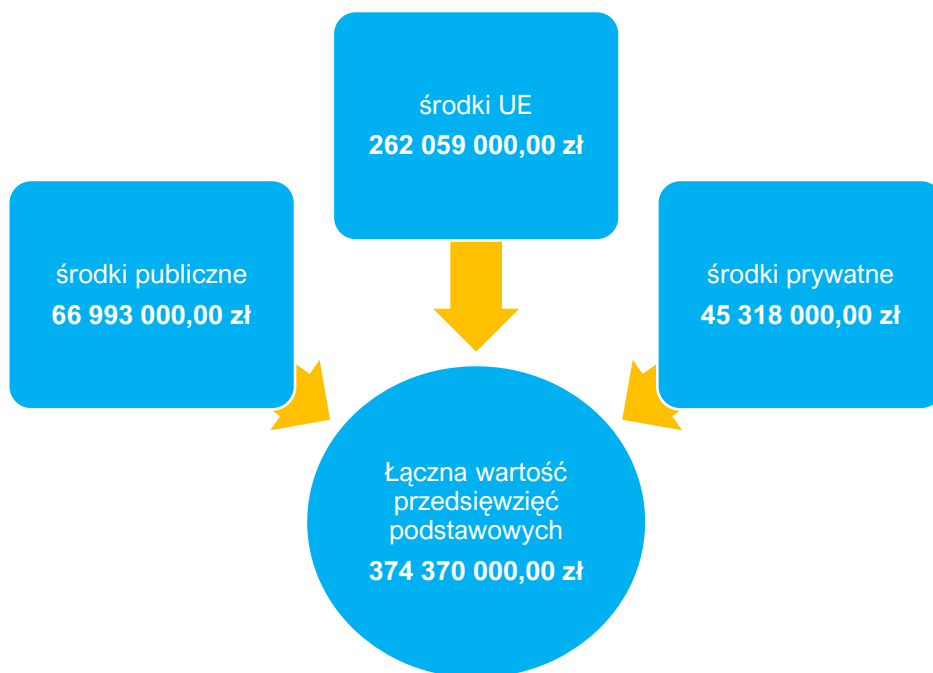 środki UE
262 059 000,00 zł
środki publiczne
66 993 000,00 zł
środki prywatne
45 318 000,00 zł
Łączna wartość
przedsięwzięć
podstawowych
374 370 000,00 zł